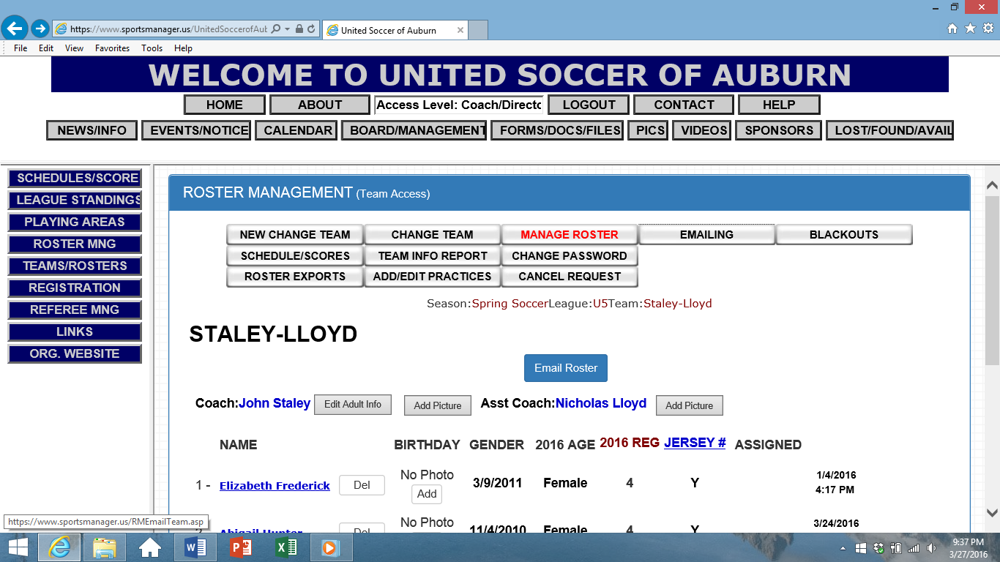 https://www.sportsmanager.us/UnitedSoccerofAub
United Soccer of Auburn
File Edit View Favorites Tools Help
WELCOME TO UNITED SOCCER OF AUBURN
HOME ABOUT Access Level: Coach/Directo LOGOUT CONTACT HELP
NEWS/INFO EVENTS/NOTICE CALENDAR BOARD/MANAGEMENT FORMS/DOCS/FILES PICS VIDEOS SPONSORS LOST/FOUND/AVAIL
SCHEDULES/SCORE
LEAGUE STANDINGS
PLAYING AREAS
ROSTER MNG
TEAMS/ROSTERS
REGISTRATION
REFEREE MNG
LINKS
ORG. WEBSITE
ROSTER MANAGEMENT (Team Access)
NEW CHANGE TEAM CHANGE TEAM MANAGE ROSTER EMAILING BLACKOUTS
SCHEDULE/SCORES TEAM INFO REPORT CHANGE PASSWORD
ROSTER EXPORTS ADD/EDIT PRACTICES CANCEL REQUEST
Season:Spring SoccerLeague:U5Team:Staley-Lloyd
STALEY-LLOYD
Email Roster
Coach:John Staley Edit Adult Info Add Picture Asst Coach:Nicholas Lloyd Add Picture
NAME BIRTHDAY GENDER 2016 AGE 2016 REG JERSEY # ASSIGNED
1 - Elizabeth Frederick Del No Photo Add 3/9/2011 Female 4 Y 1/4/2016 4:17 PM
2 Abigail Hunter Del No Photo 11/4/2010 Female 4 Y 3/24/2016
https://www.sportsmanager.us/RMEmailTeam.asp
9:37 PM
3/27/2016